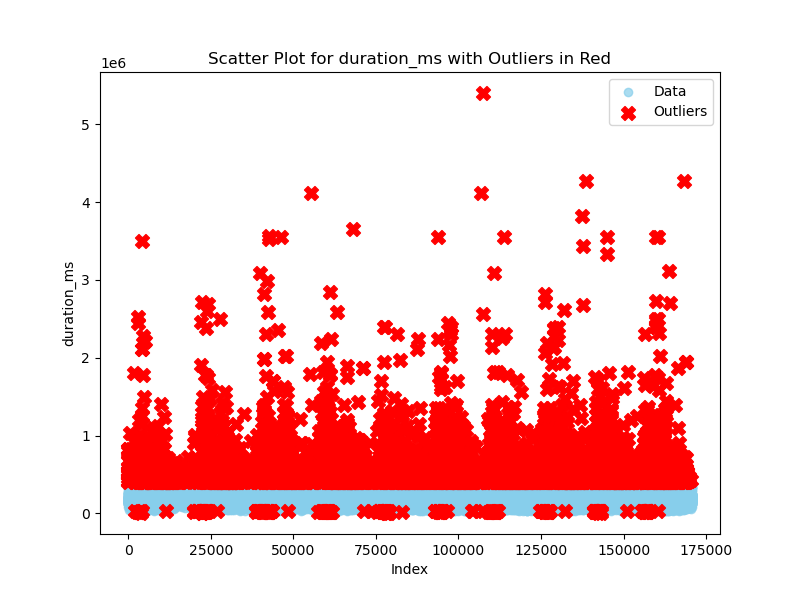 Scatter Plot for duration_ms with Outliers in Red
1e6
Data
Outliers
5
4
3
2
1
0
duration_ms
0 25000 50000 75000 100000 125000 150000 175000
Index